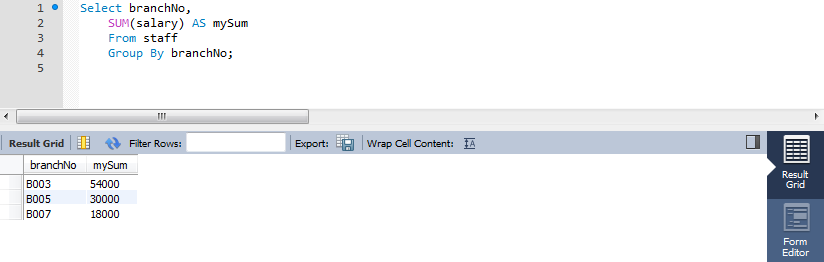 1 Select branchNo,
2 SUM(salary) AS mySum
3 From staff
4 Group By branchNo;
5
Result Grid Filter Rows: Export: Wrap Cell Content: IA
branchNo mySum
B003 54000
B005 30000
B007 18000
Result
Grid
Form
Editor